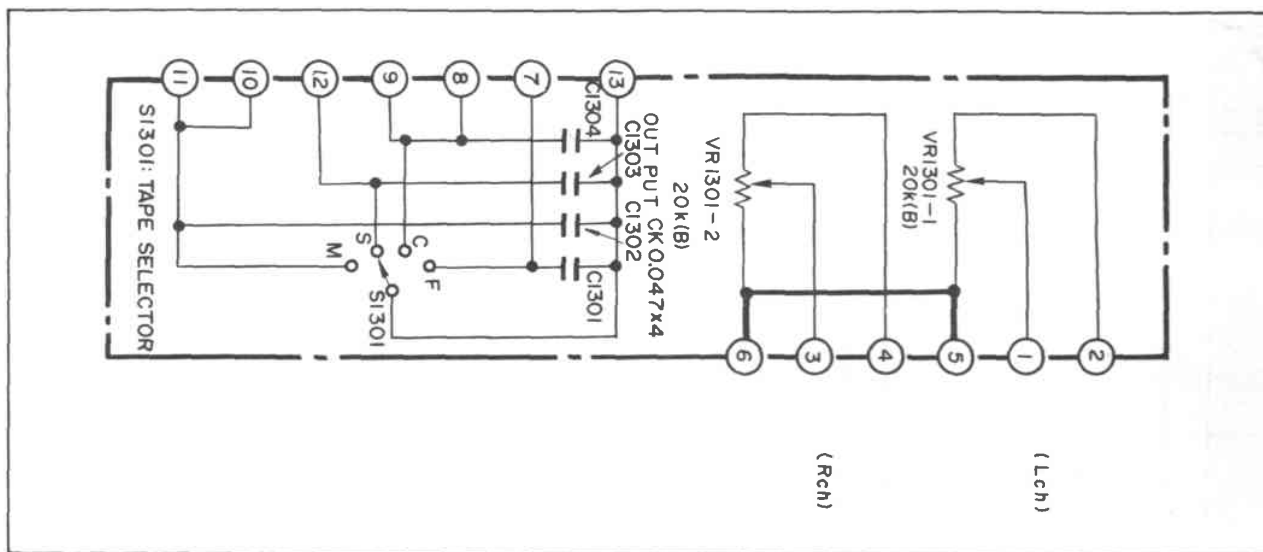 11
10
12
9
8
7
13
C1304
C1303
OUT PUT CK 0.047x4
C1302
C1301
S1301: TAPE SELECTOR
M
S
C
F
S1301
VR1301-2
20k(B)
VR1301-1
20k(B)
6
3
4
5
1
2
(Rch)
(Lch)